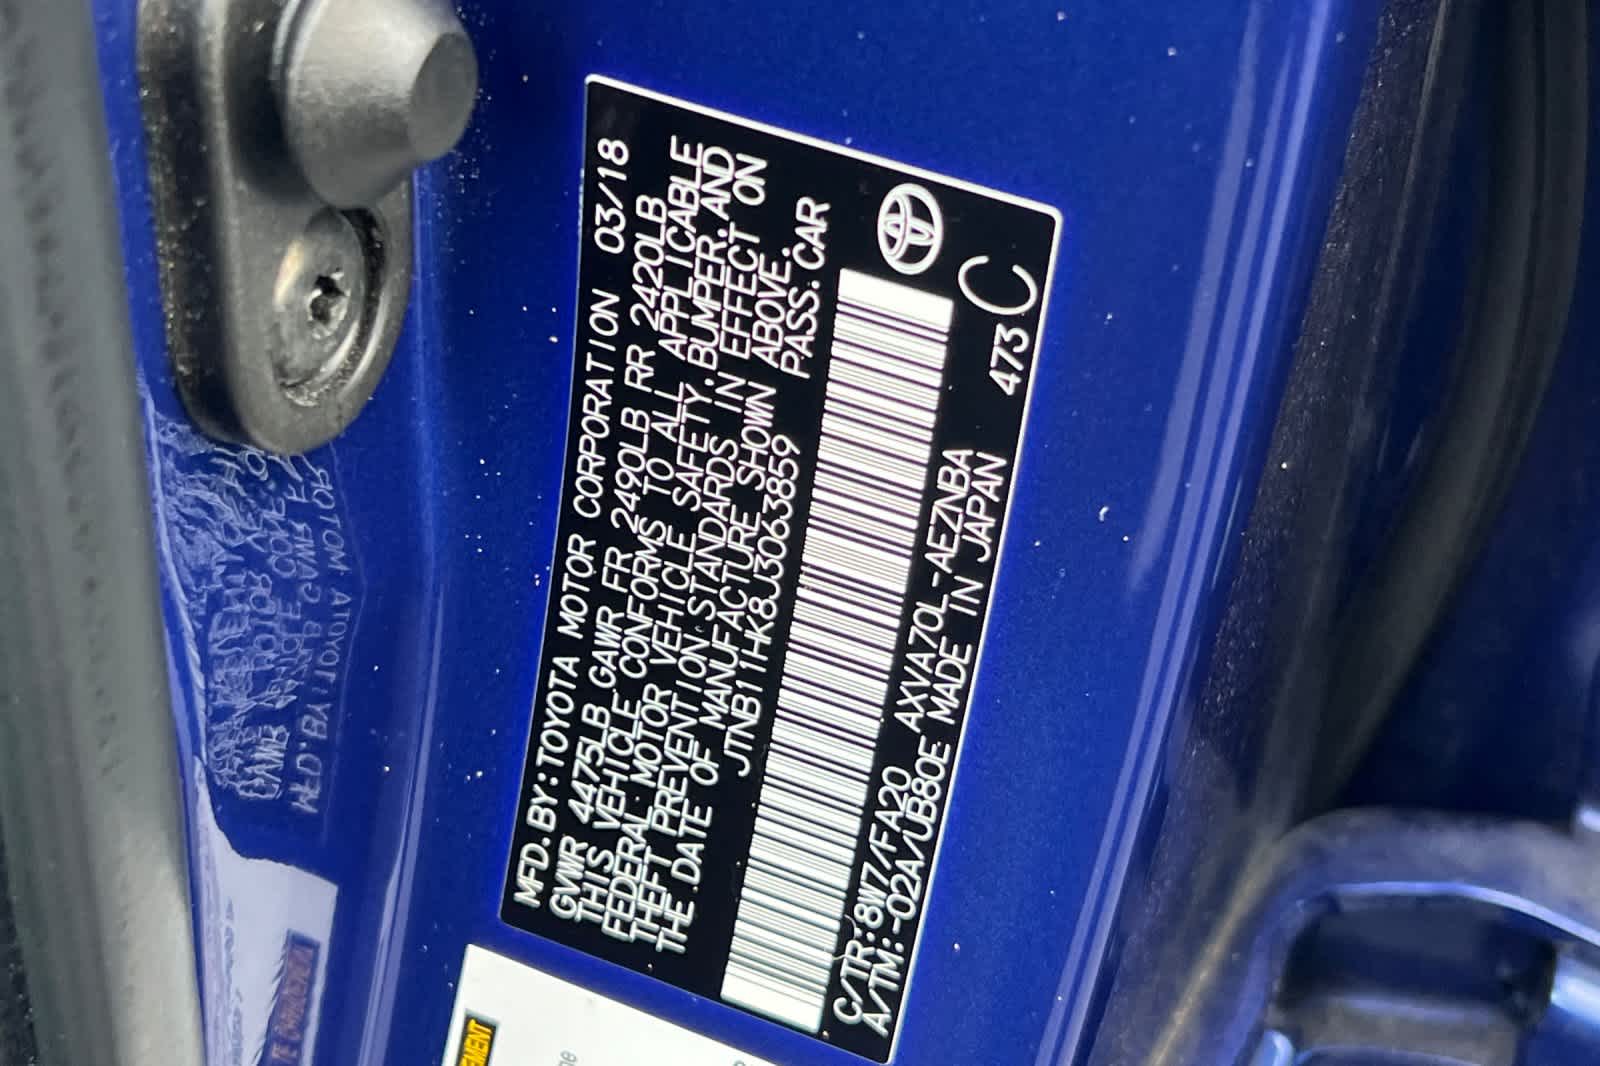 MFD. BY: TOYOTA MOTOR CORPORATION 03/18
GVWR 4475LB GAWR FR 2490LB RR 2420LB
THIS VEHICLE CONFORMS TO ALL APPLICABLE
FEDERAL MOTOR VEHICLE SAFETY, BUMPER, AND
THEFT PREVENTION STANDARDS IN EFFECT ON
THE DATE OF MANUFACTURE SHOWN ABOVE.
JTNB11HK8J3063859 PASS. CAR
C/TR: 8W7/FA20 AXVA70L-AEZNBA 473 C
A/TM: -02A/UB80E MADE IN JAPAN
EMENT